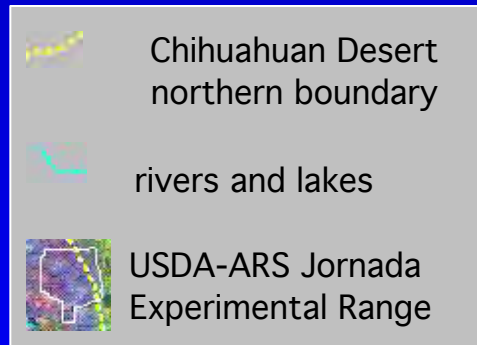 Chihuahuan Desert
northern boundary
rivers and lakes
USDA-ARS Jornada
Experimental Range